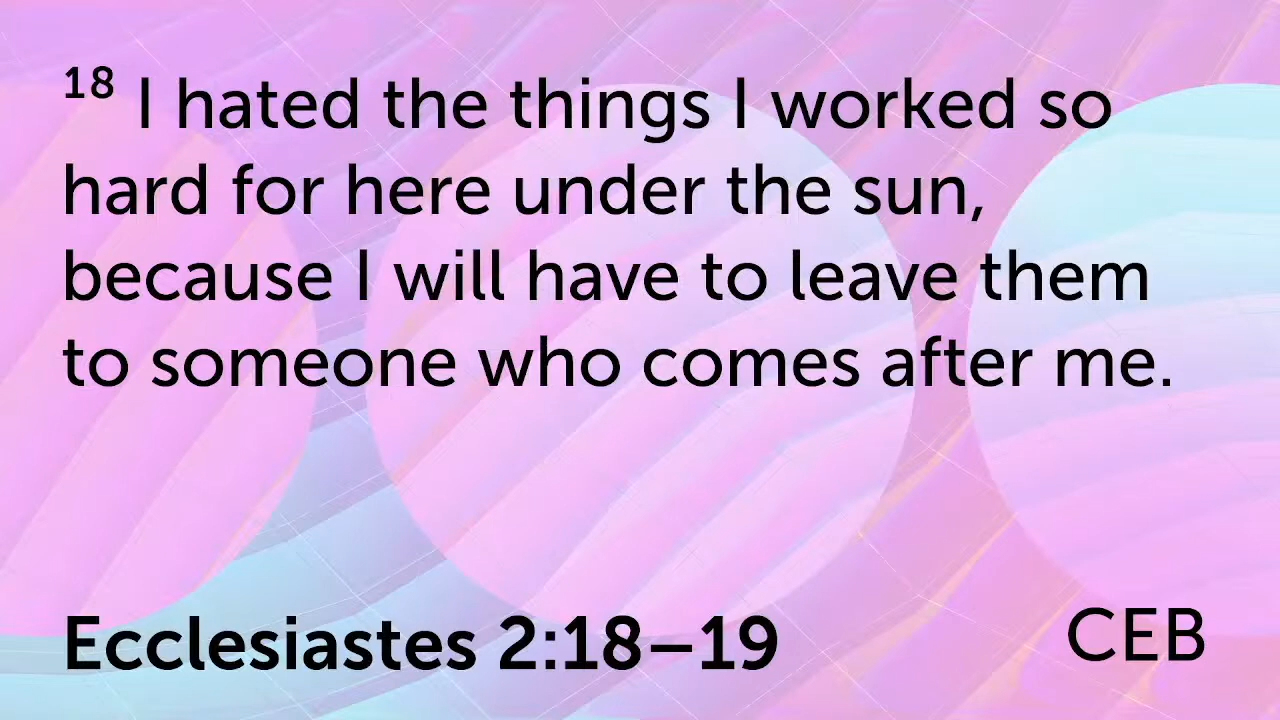 18 I hated the things I worked so
hard for here under the sun,
because I will have to leave them
to someone who comes after me.
Ecclesiastes 2:18–19
CEB